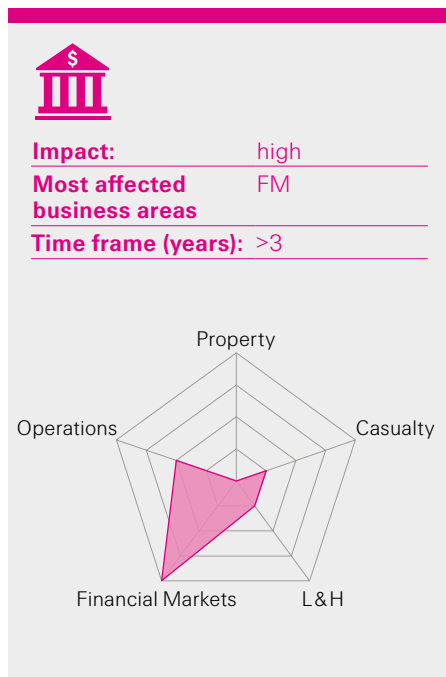 $
Impact: high
Most affected FM
business areas
Time frame (years): >3
Property
Operations Casualty
Financial Markets L&H